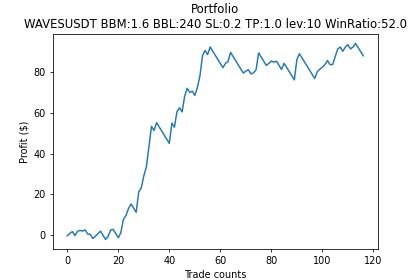 Portfolio
WAVESUSDT BBM:1.6 BBL:240 SL:0.2 TP:1.0 lev:10 WinRatio:52.0
80
60
40
20
0
Profit ($)
0 20 40 60 80 100 120
Trade counts